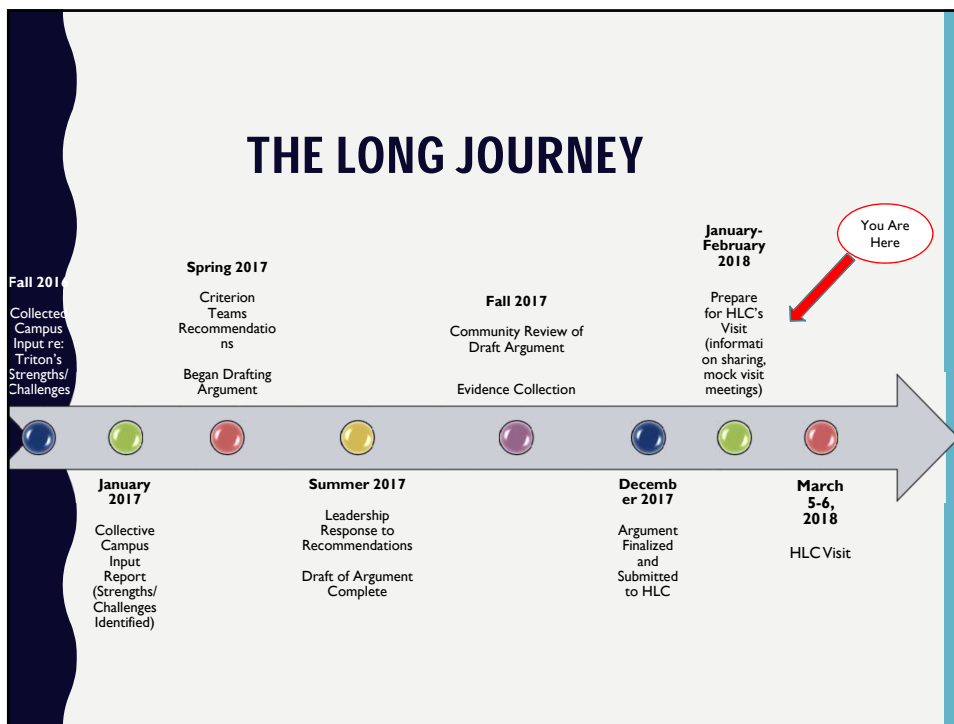 THE LONG JOURNEY
Fall 2016
Collected
Campus
Input re:
Triton's
Strengths/
Challenges
January
2017
Collective
Campus
Input
Report
(Strengths/
Challenges
Identified)
Spring 2017
Criterion
Teams
Recommendatio
ns
Began Drafting
Argument
Summer 2017
Leadership
Response to
Recommendations
Draft of Argument
Complete
Fall 2017
Community Review of
Draft Argument
Evidence Collection
Decemb
er 2017
Argument
Finalized
and
Submitted
to HLC
January-
February
2018
Prepare
for HLC's
Visit
(informati
on sharing,
mock visit
meetings)
You Are
Here
March
5-6,
2018
HLC Visit